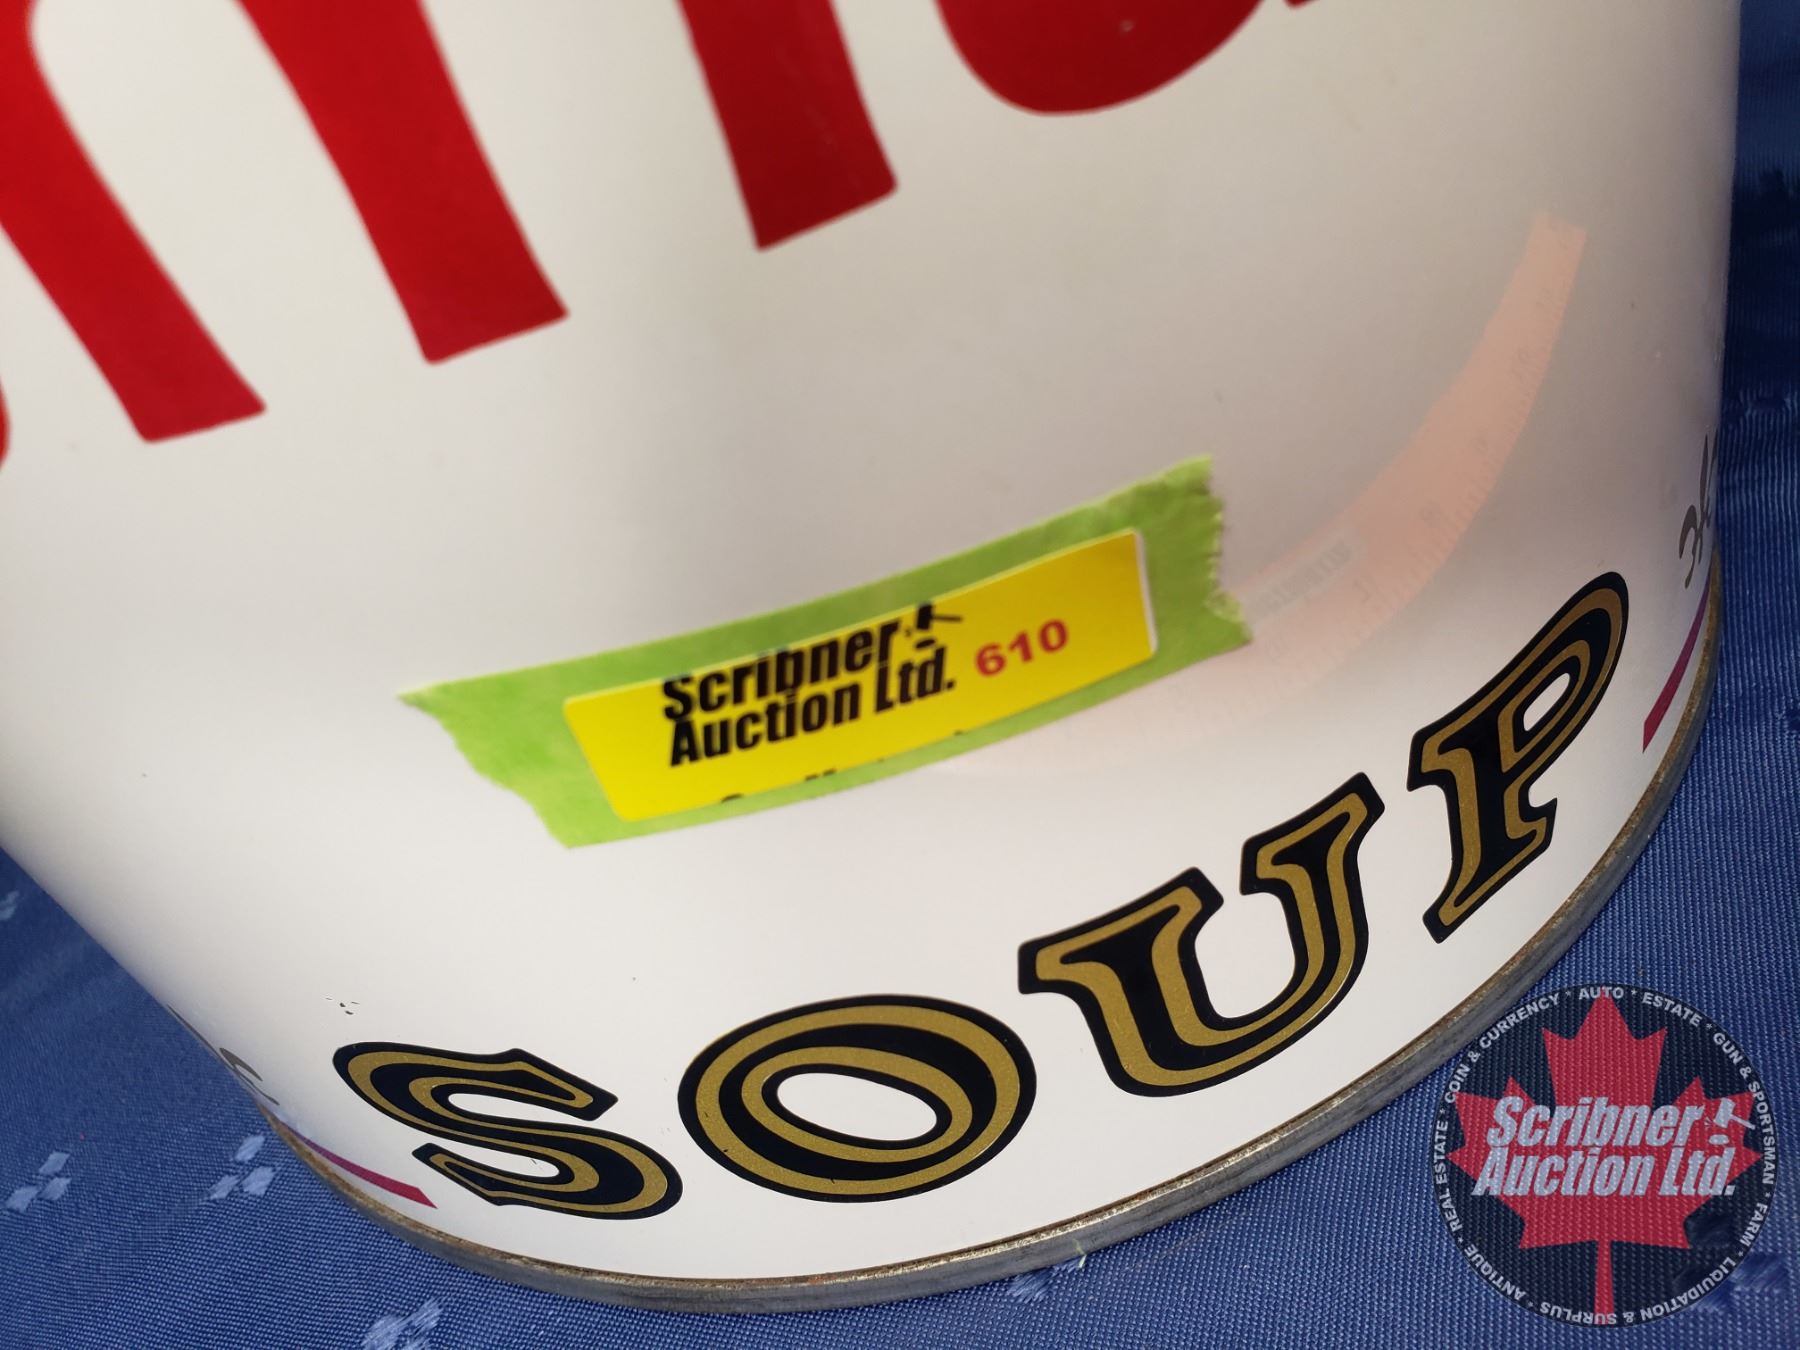 Scribner
Auction Ltd. 610
SOUP
Scribner
Auction Ltd.
REAL ESTATE * COIN & CURRENCY * AUTO * ESTATE * GUN & SPORTSMAN * FARM * LIQUIDATION & SURPLUS * ANTIQUE *